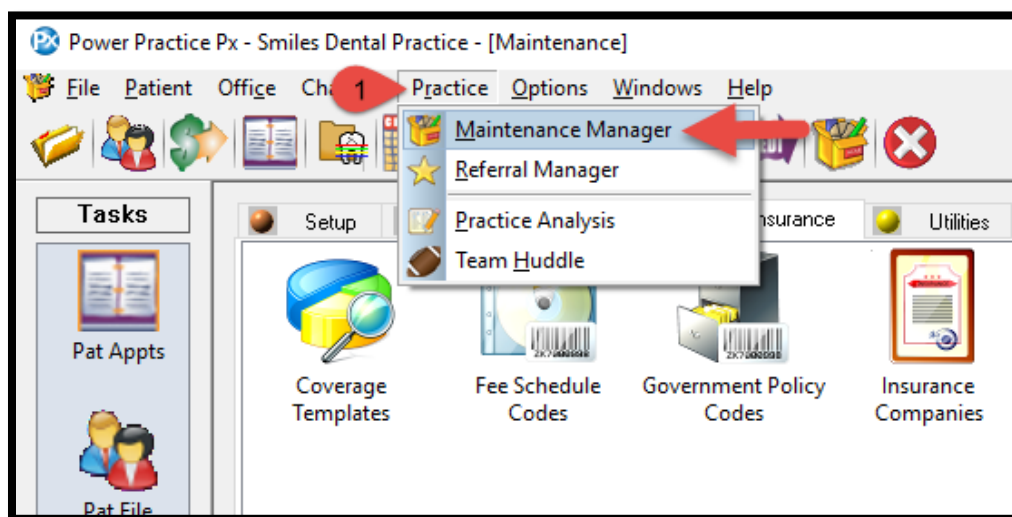 Power Practice Px - Smiles Dental Practice - [Maintenance]
File Patient Office Cha 1 Practice Options Windows Help
Maintenance Manager
Referral Manager
Practice Analysis
Team Huddle
Tasks
Setup nsurance Utilities
Pat Appts
Coverage Templates
Fee Schedule Codes
Government Policy Codes
Insurance Companies
Pat File